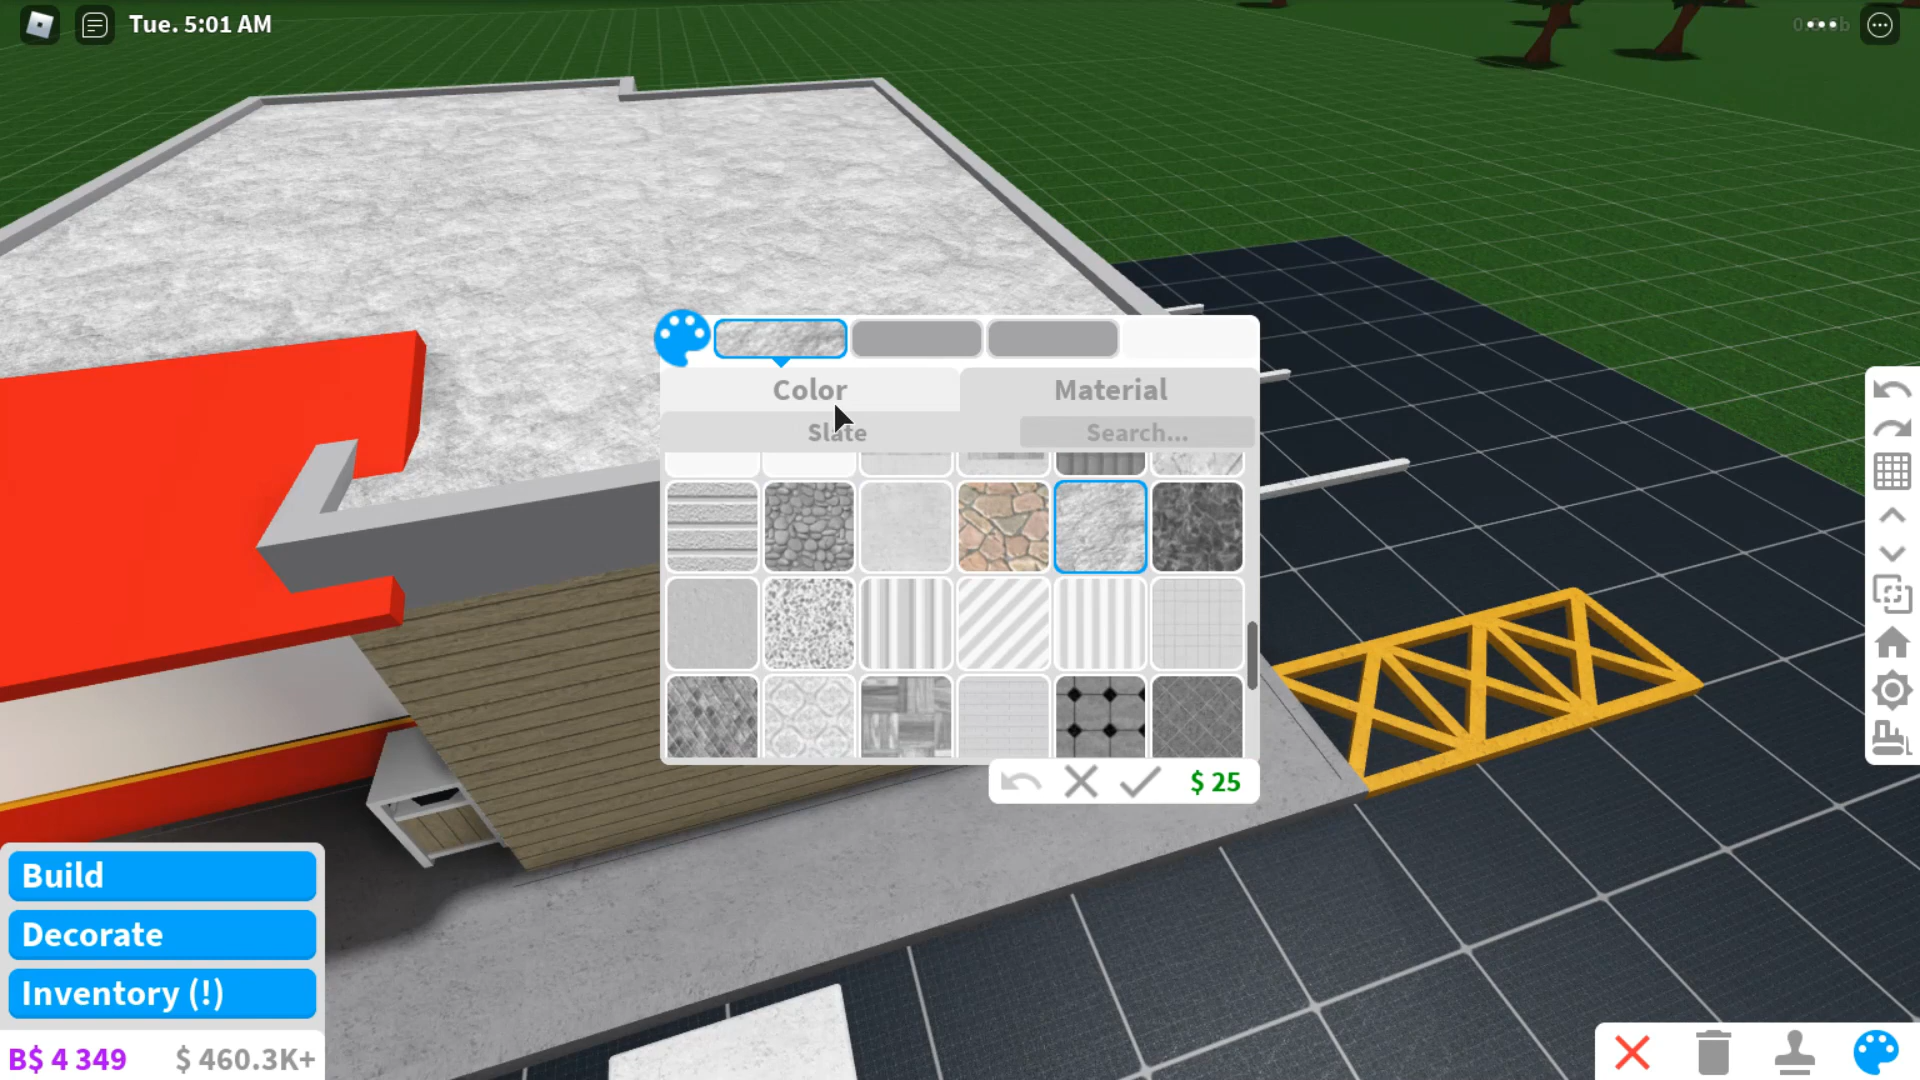 Tue. 5:01 AM
Color
Material
Slate
Search...
$ 25
Build
Decorate
Inventory (!)
B$ 4 349
$ 460.3K+